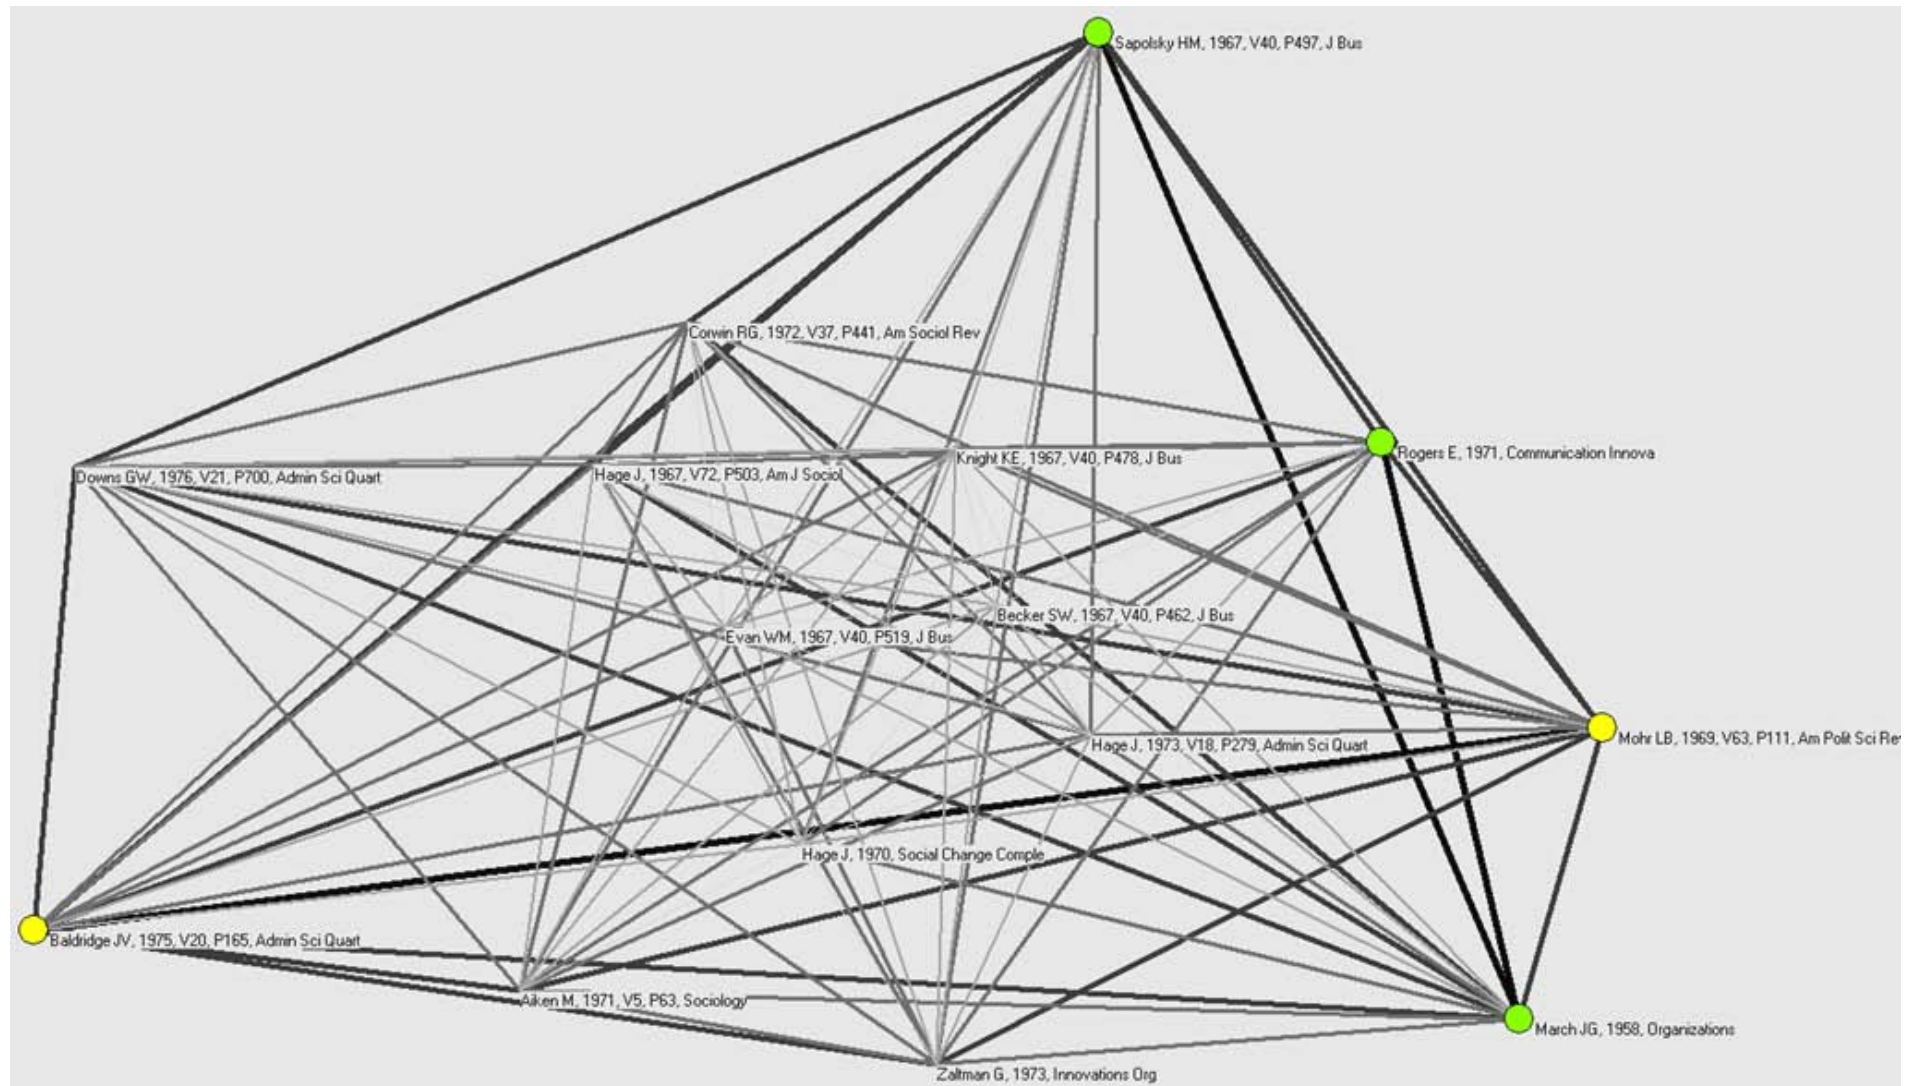 Sapolsky HM, 1967, V40, P497, J Bus
Corwin RG, 1972, V37, P441, Am Sociol Rev
Rogers E, 1971, Communication Innova
Knight KE, 1967, V40, P478, J Bus
Downs GW, 1976, V21, P700, Admin Sci Quart
Hage J, 1967, V72, P503, Am J Sociol
Becker SW, 1967, V40, P462, J Bus
Evan WM, 1967, V40, P519, J Bus
Mohr LB, 1969, V63, P111, Am Polit Sci Re
Hage J, 1973, V18, P279, Admin Sci Quart
Hage J, 1970, Social Change Comple
Baldridge JV, 1975, V20, P165, Admin Sci Quart
Aiken M, 1971, V5, P63, Sociology
March JG, 1958, Organizations
Zaltman G, 1973, Innovations Org